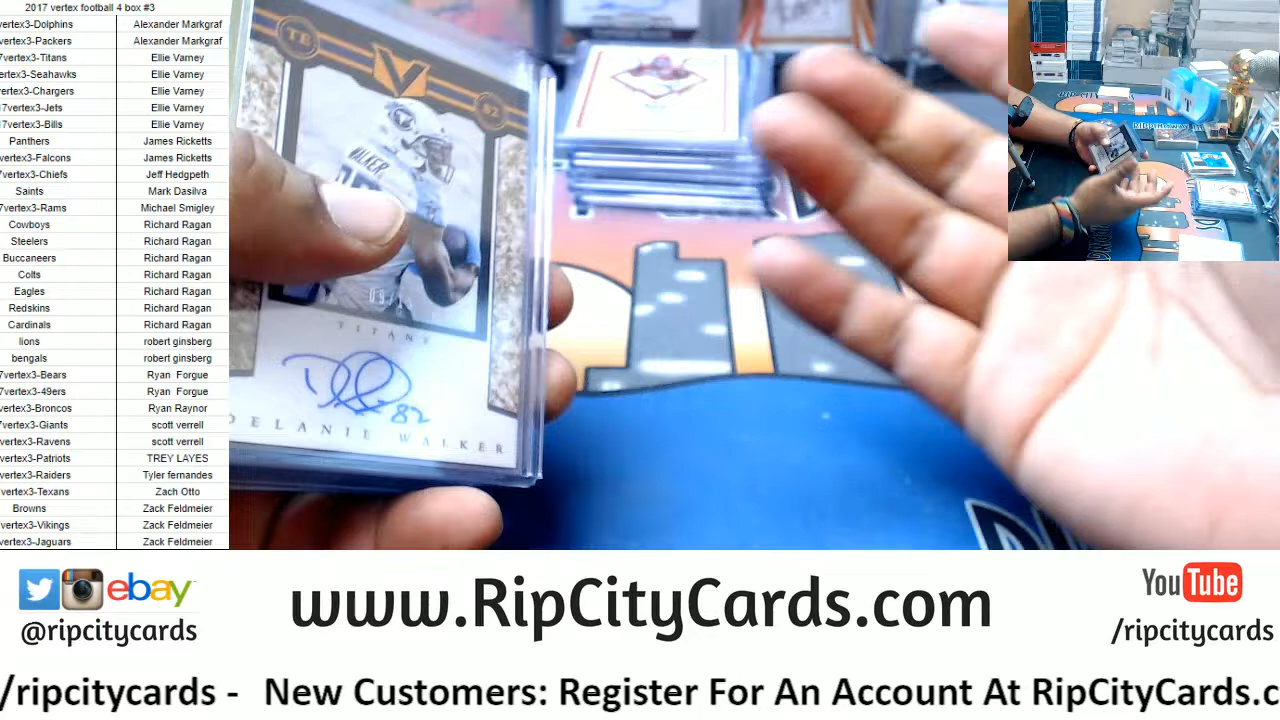 2017 vertex football 4 box #3
vertex3-Dolphins Alexander Markgraf
vertex3-Packers Alexander Markgraf
7vertex3-Titans Ellie Varney
ertex3-Seahawks Ellie Varney
ertex3-Chargers Ellie Varney
17vertex3-Jets Ellie Varney
17vertex3-Bills Ellie Varney
Panthers James Ricketts
vertex3-Falcons James Ricketts
vertex3-Chiefs Jeff Hedgpeth
Saints Mark Dasilva
7vertex3-Rams Michael Smigley
Cowboys Richard Ragan
Steelers Richard Ragan
Buccaneers Richard Ragan
Colts Richard Ragan
Eagles Richard Ragan
Redskins Richard Ragan
Cardinals Richard Ragan
lions robert ginsberg
bengals robert ginsberg
7vertex3-Bears Ryan Forgue
7vertex3-49ers Ryan Forgue
vertex3-Broncos Ryan Raynor
7vertex3-Giants scott verrell
vertex3-Ravens scott verrell
vertex3-Patriots TREY LAYES
vertex3-Raiders Tyler fernandes
vertex3-Texans Zach Otto
Browns Zack Feldmeier
vertex3-Vikings Zack Feldmeier
vertex3-Jaguars Zack Feldmeier
TE
V
82
WALKER
TITANS
82
DELANIE WALKER
ebay
@ripcitycards
www.RipCityCards.com
YouTube
/ripcitycards
/ripcitycards - New Customers: Register For An Account At RipCityCards.c